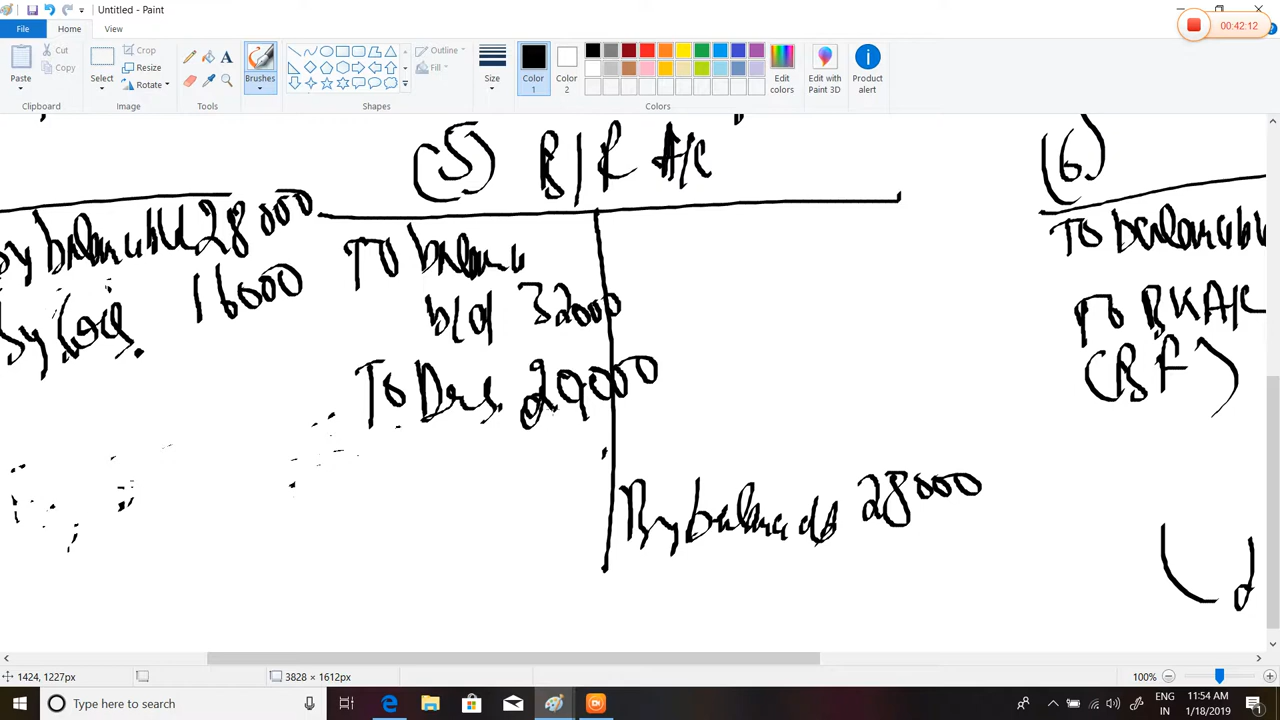 Untitled - Paint
00:42:12
File Home View
Paste
Cut
Copy
Select
Crop
Resize
Rotate
Brushes
Outline
Fill
Size
Color 1
Color 2
Edit colors
Edit with Paint 3D
Product alert
Clipboard Image Tools Shapes Colors
(5) B/R A/C
(6)
By balance b/d 28000
16000
To balance
b/d 32000
To Drs. 29000
By balance c/d 28000
To balance b/d
To BK A/C
(BF)
1424, 1227px
3828 × 1612px
100%
Type here to search
ENG
IN
11:54 AM
1/18/2019